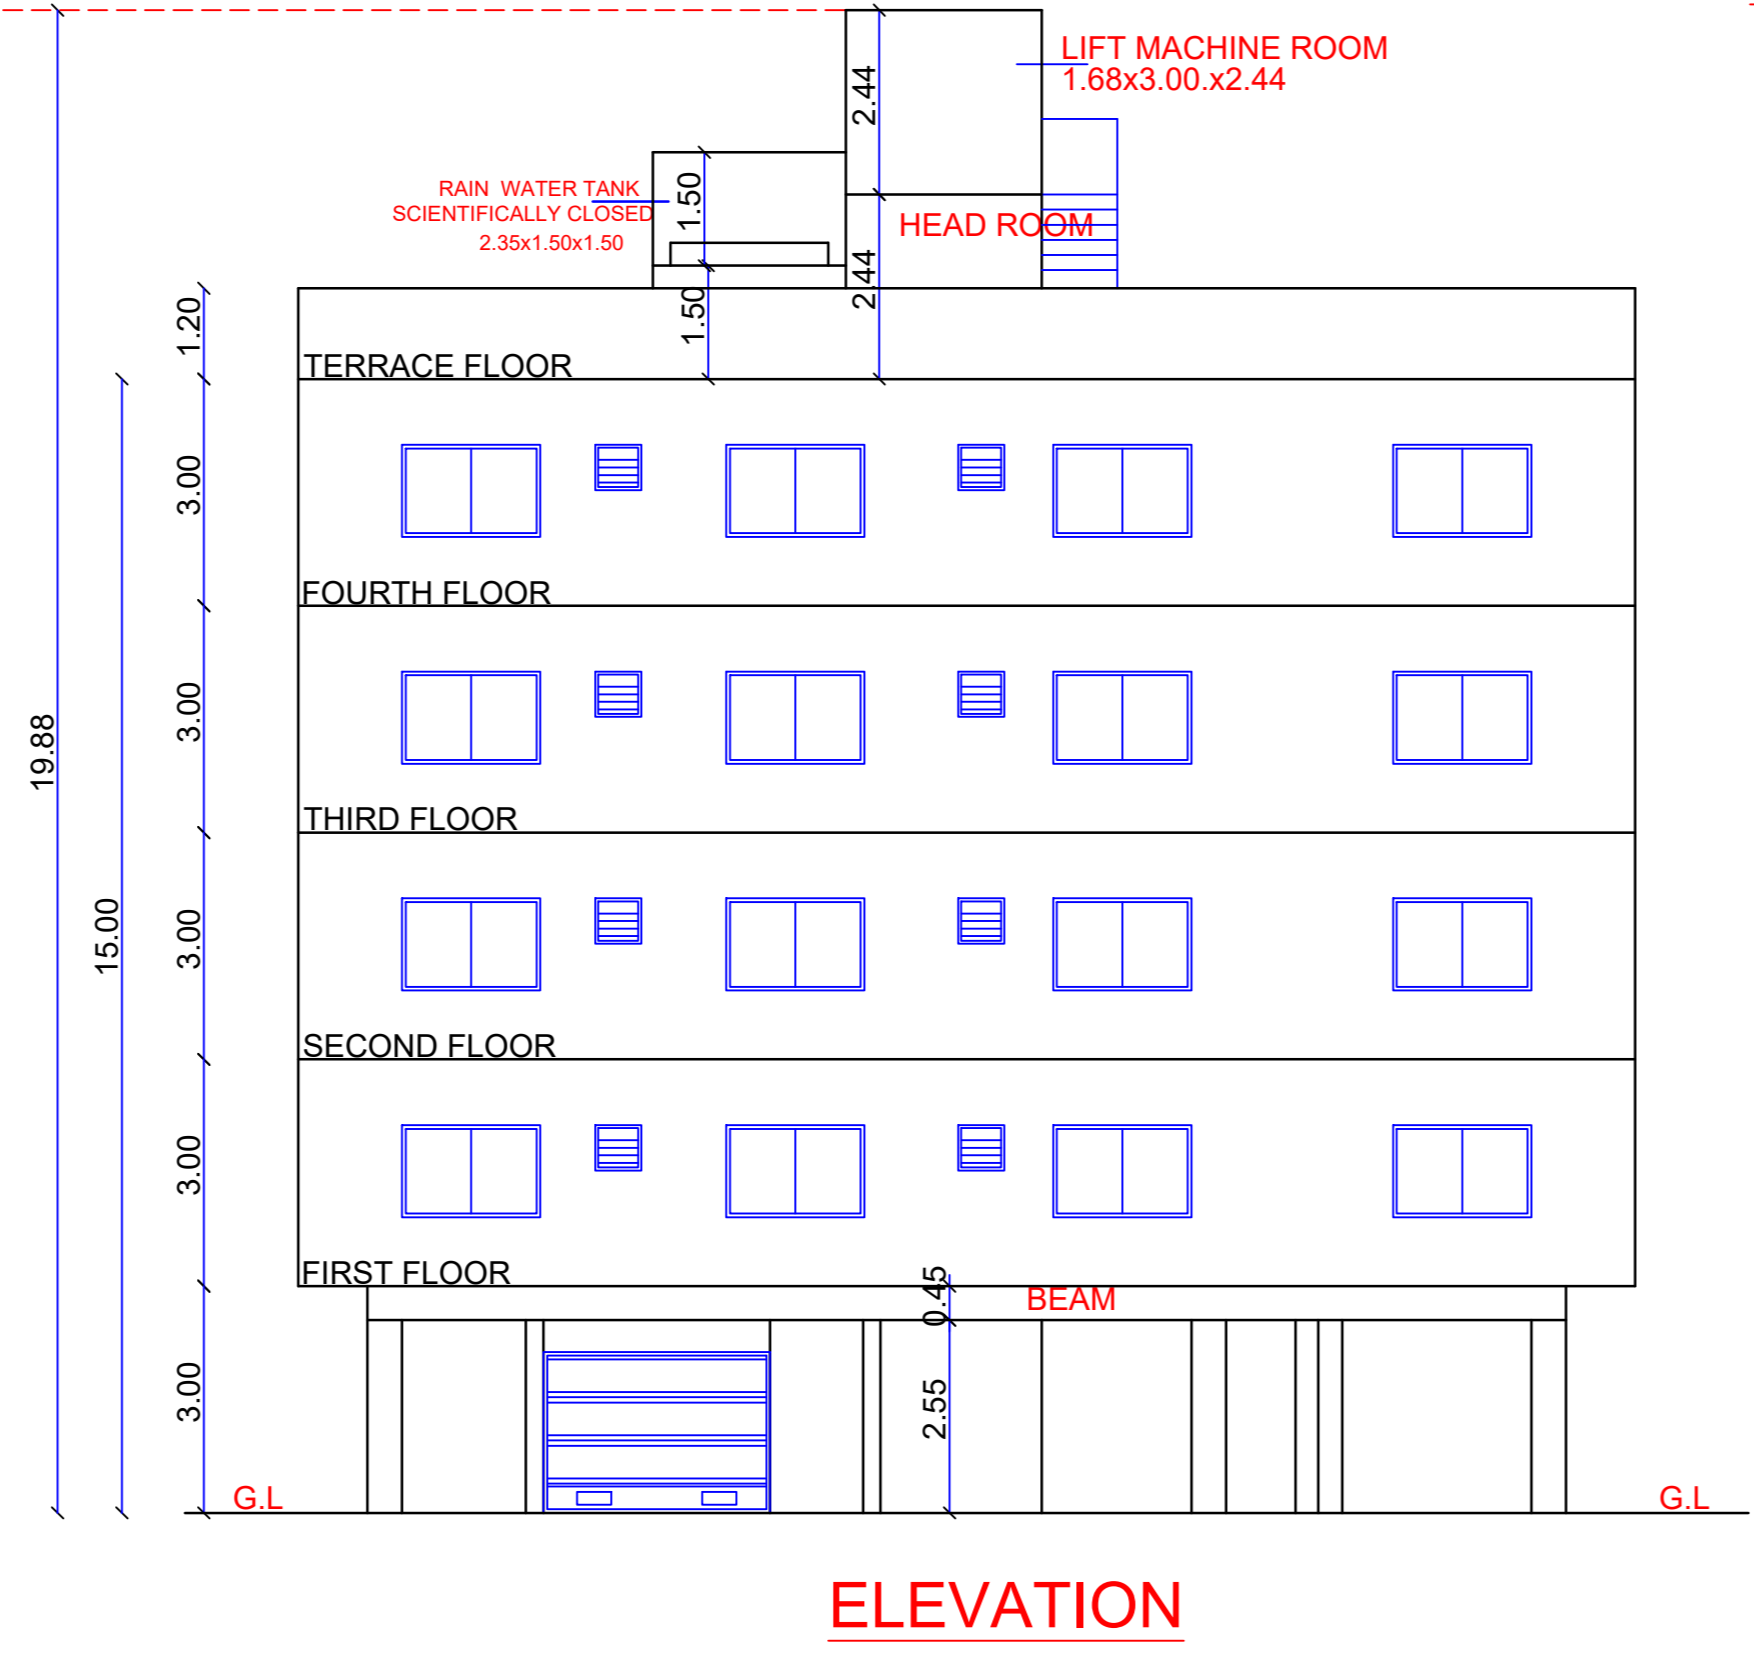 LIFT MACHINE ROOM
1.68x3.00.x2.44
2.44
RAIN  WATER TANK
SCIENTIFICALLY CLOSED
2.35x1.50x1.50
1.50
HEAD ROOM
2.44
1.50
1.20
TERRACE FLOOR
3.00
FOURTH FLOOR
3.00
19.88
THIRD FLOOR
15.00
3.00
SECOND FLOOR
3.00
FIRST FLOOR
0.45
BEAM
3.00
2.55
G.L
G.L
ELEVATION